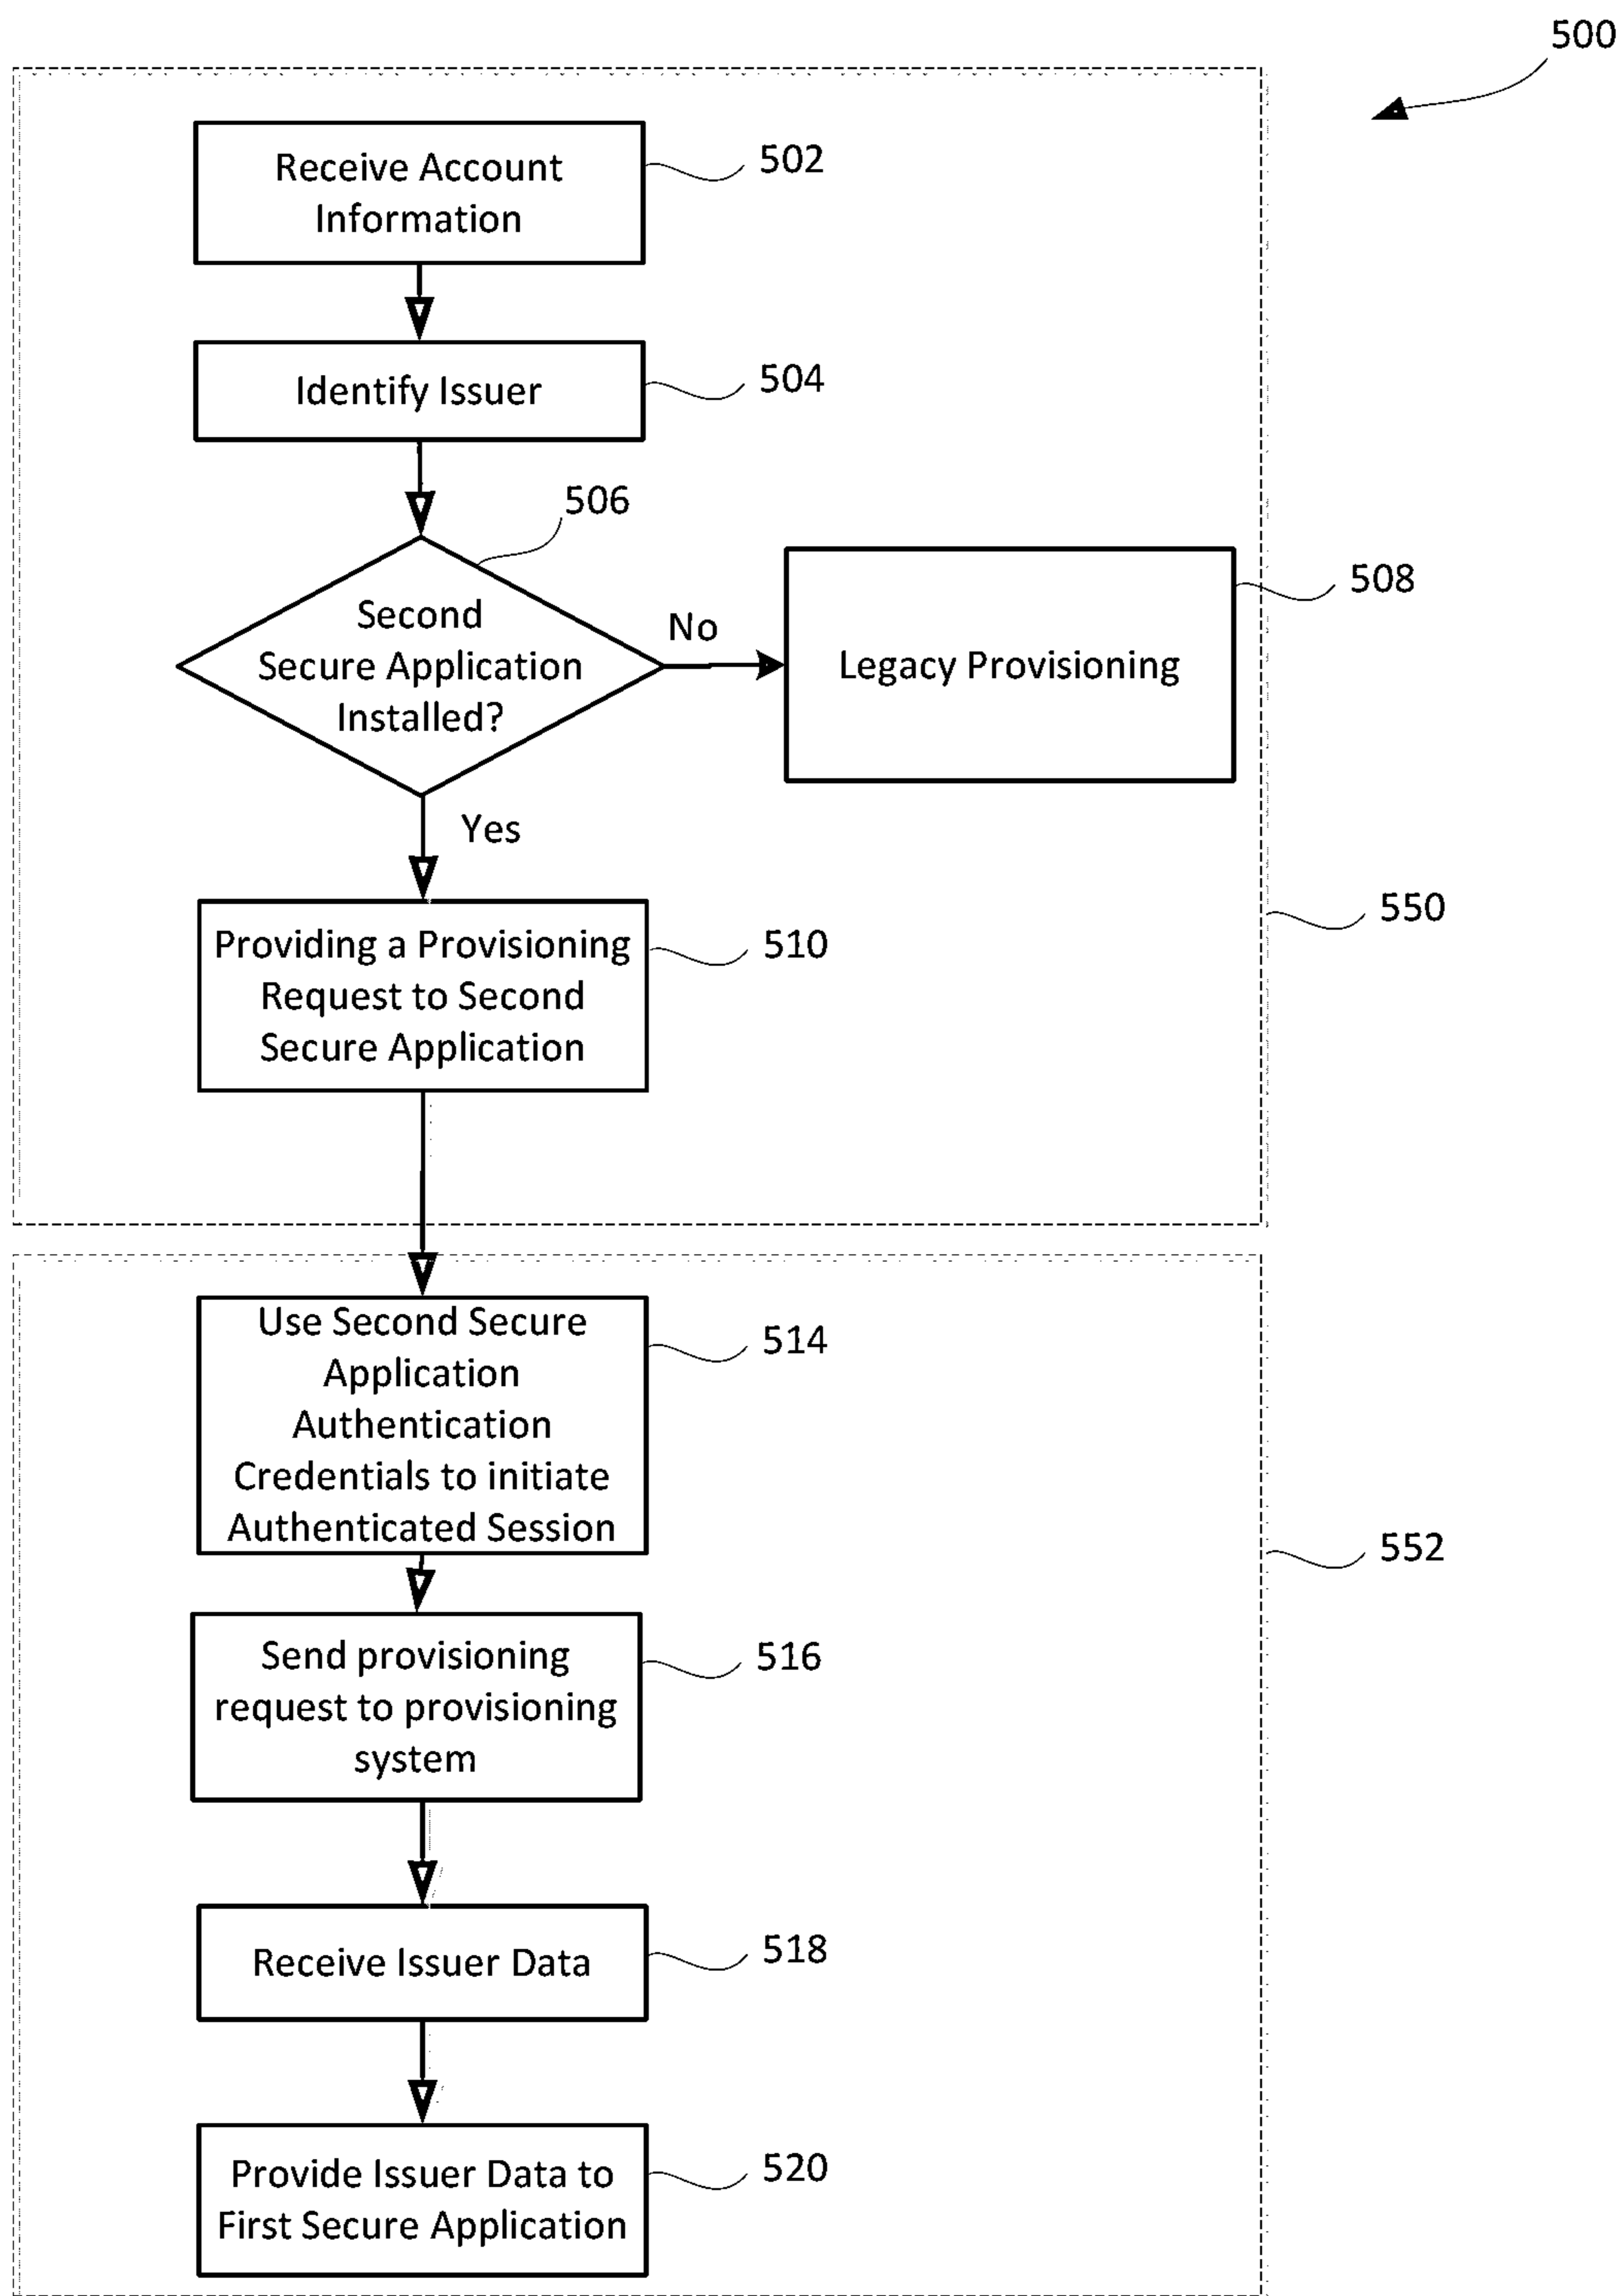 500
Receive Account
Information
502
Identify Issuer
504
506
Second
Secure Application
Installed?
No
Legacy Provisioning
508
Yes
550
Providing a Provisioning
Request to Second
Secure Application
510
Use Second Secure
Application
Authentication
Credentials to initiate
Authenticated Session
514
552
Send provisioning
request to provisioning
system
516
Receive Issuer Data
518
Provide Issuer Data to
First Secure Application
520